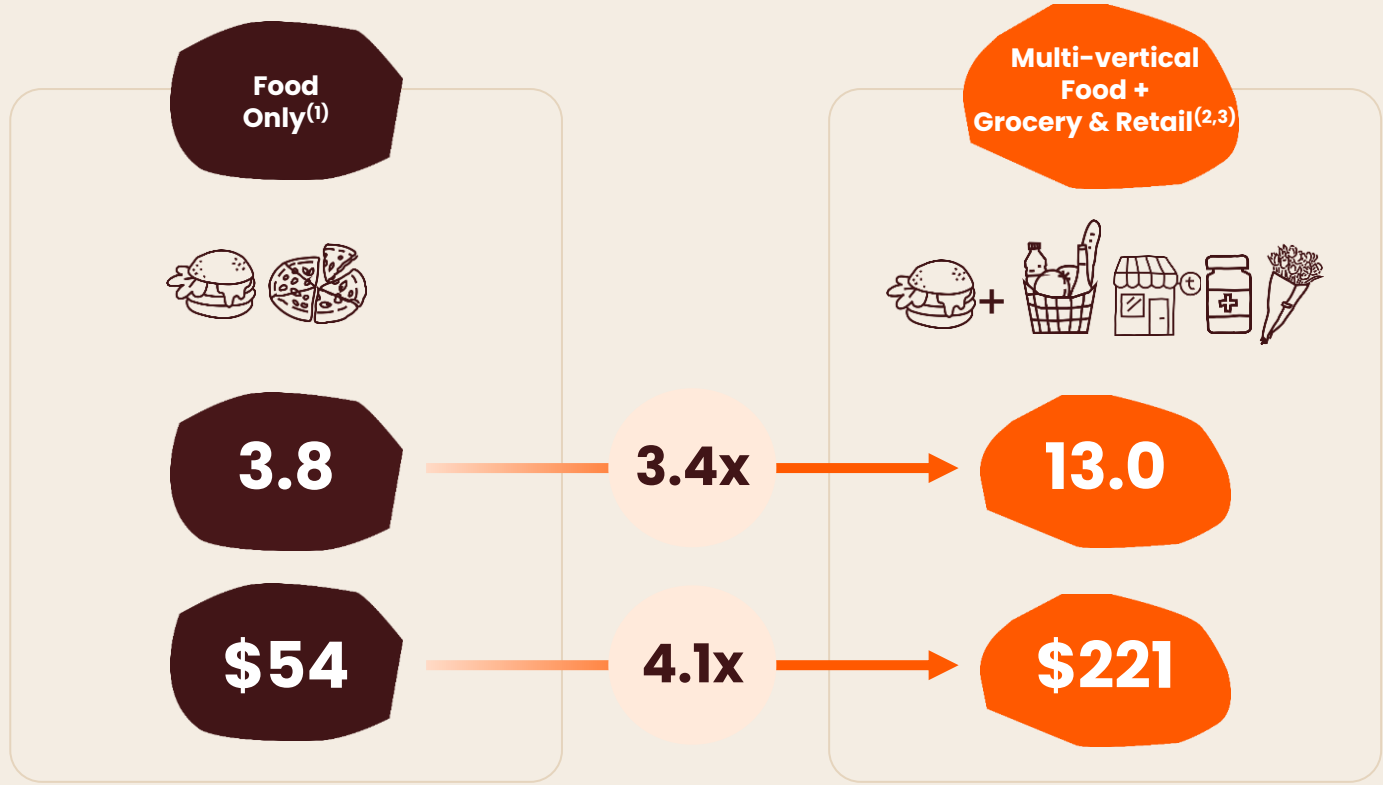 Food
Only(1)
Multi-vertical
Food +
Grocery & Retail(2,3)
+
t
3.8
3.4x
13.0
$54
4.1x
$221